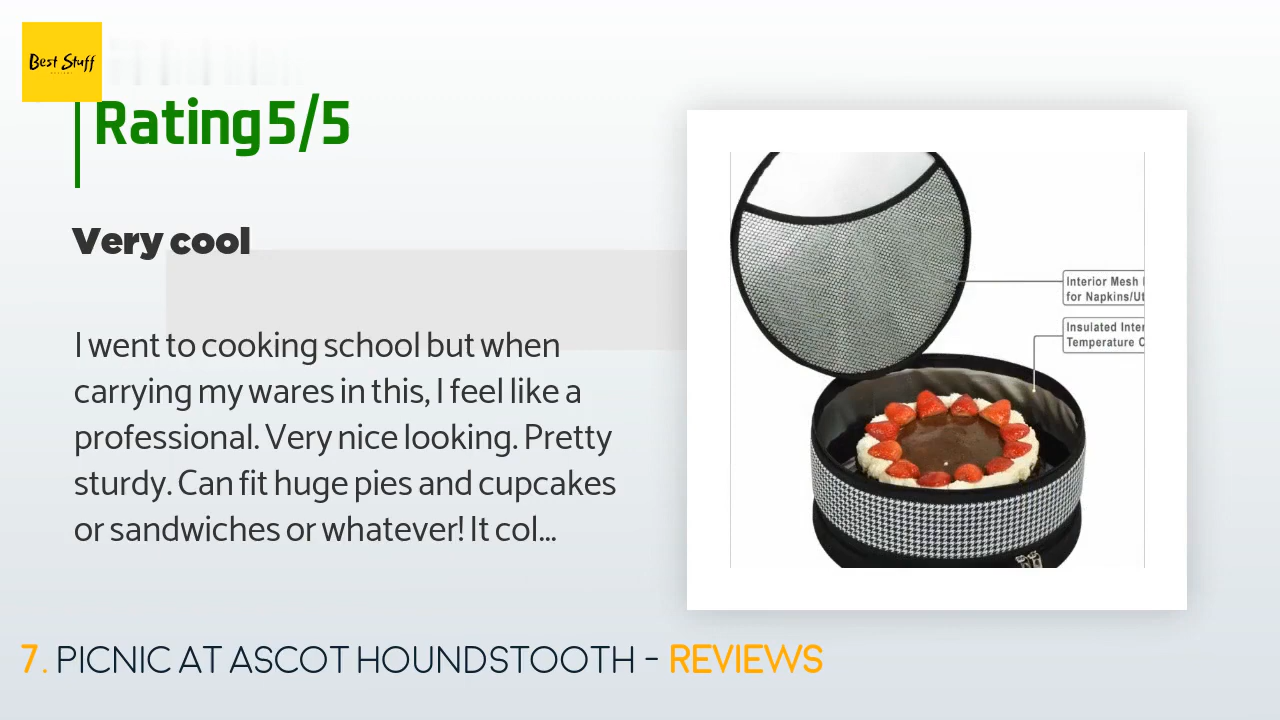 Best Stuff
Rating 5/5
Very cool
I went to cooking school but when
carrying my wares in this, I feel like a
professional. Very nice looking. Pretty
sturdy. Can fit huge pies and cupcakes
or sandwiches or whatever! It col...
Interior Mesh
for Napkins/Ut
Insulated Inter
Temperature C
7. PICNIC AT ASCOT HOUNDSTOOTH - REVIEWS